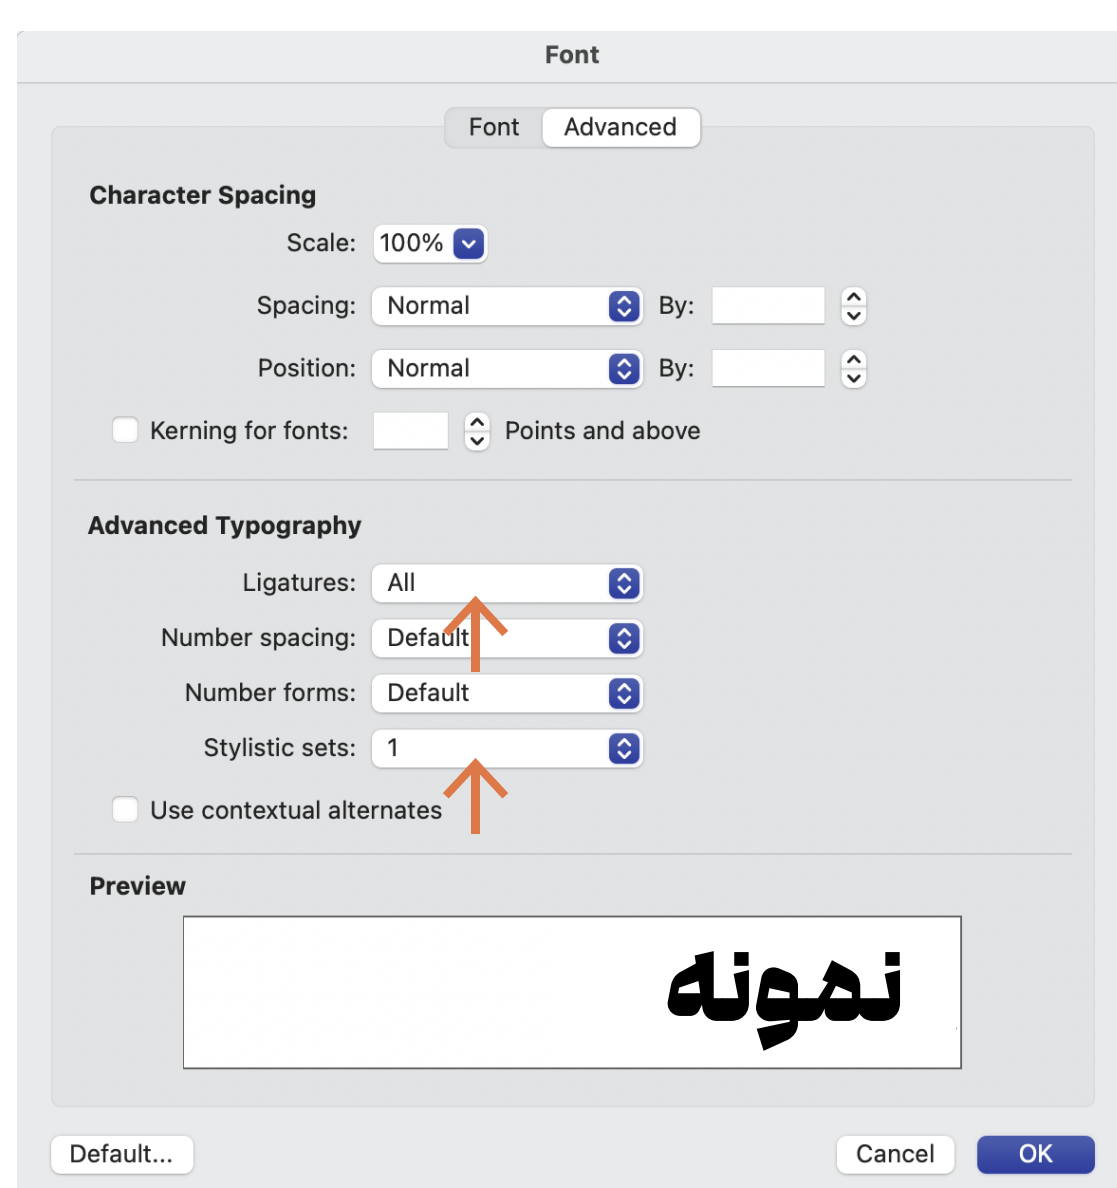 Font
Font Advanced
Character Spacing
Scale: 100%
Spacing: Normal By:
Position: Normal By:
Kerning for fonts: Points and above
Advanced Typography
Ligatures: All
Number spacing: Default
Number forms: Default
Stylistic sets: 1
Use contextual alternates
Preview
نمونه
Default... Cancel OK